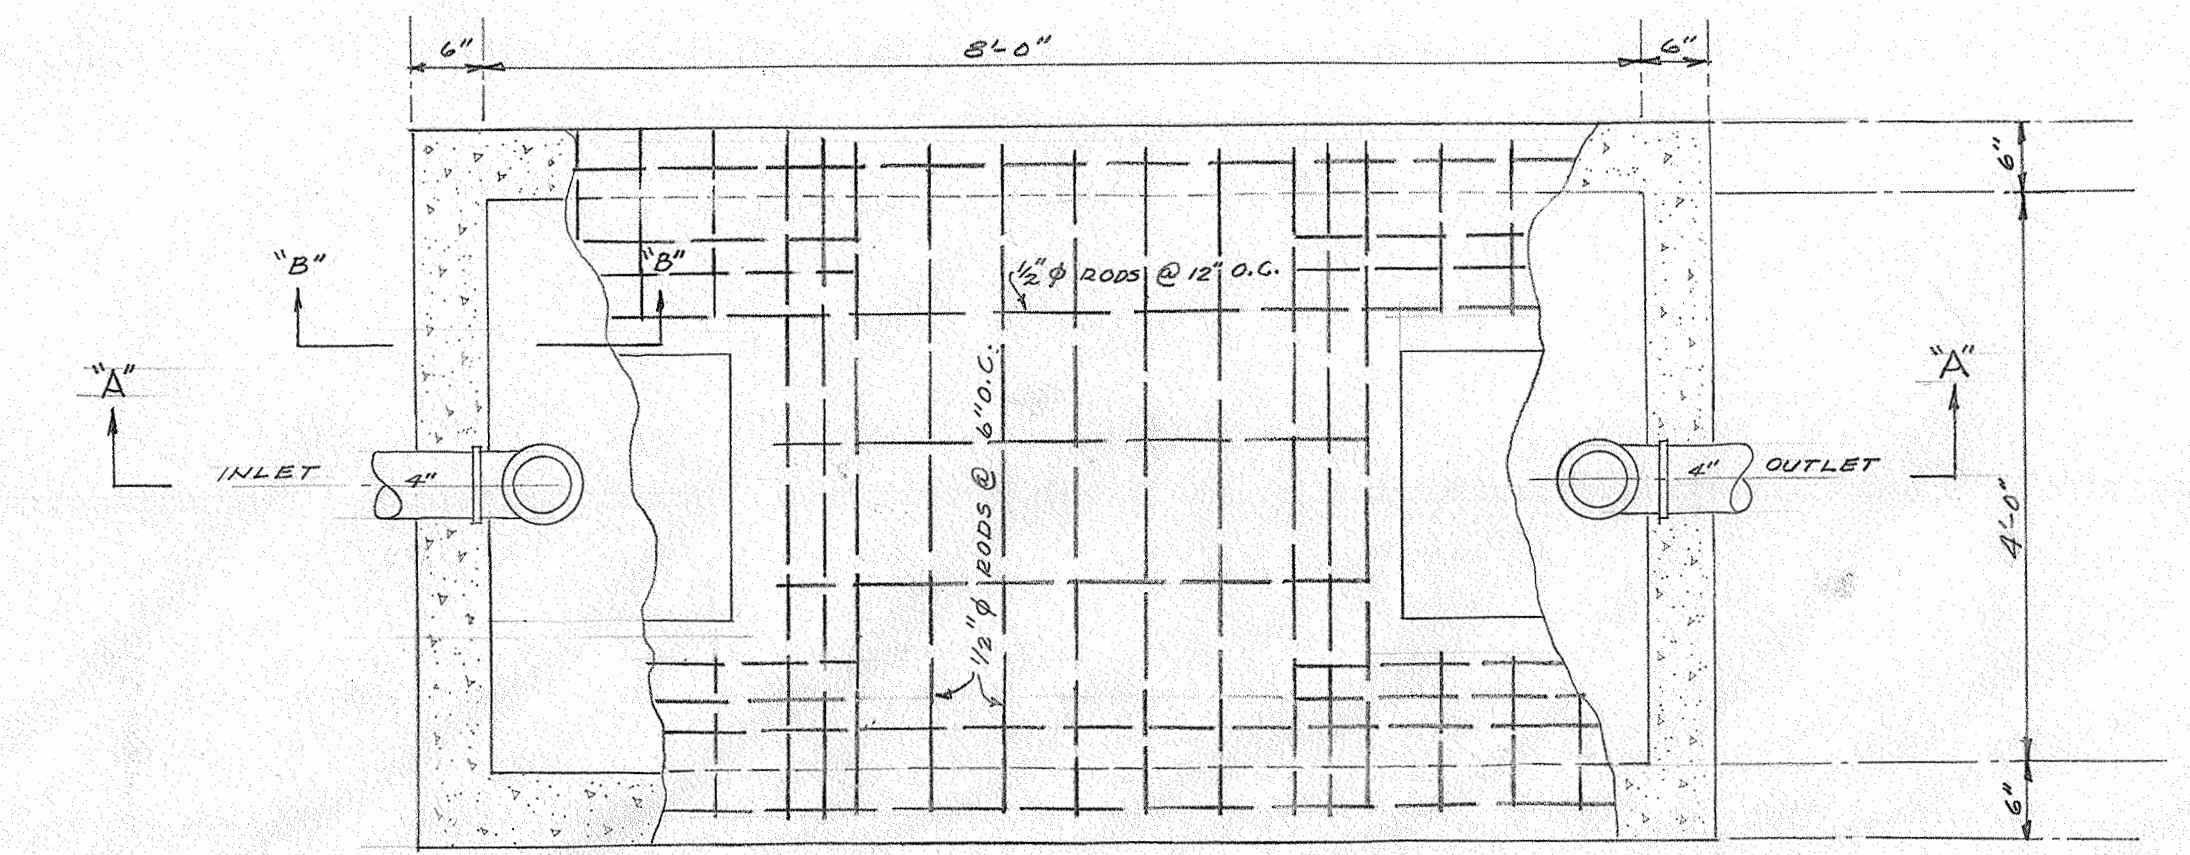 6" 8'-0" 6"
6"
"B" "B"
1/2" φ RODS @ 12" O.C.
"A" "A"
INLET 4"
4" OUTLET
1/2" φ RODS @ 6" O.C.
4'-0"
6"